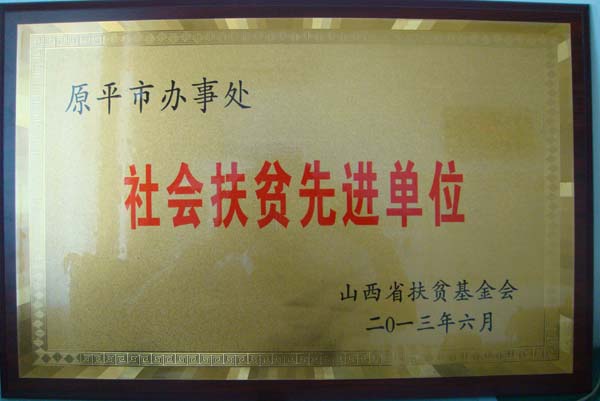 原平市办事处
社会扶贫先进单位
山西省扶贫基金会
二0一三年六月